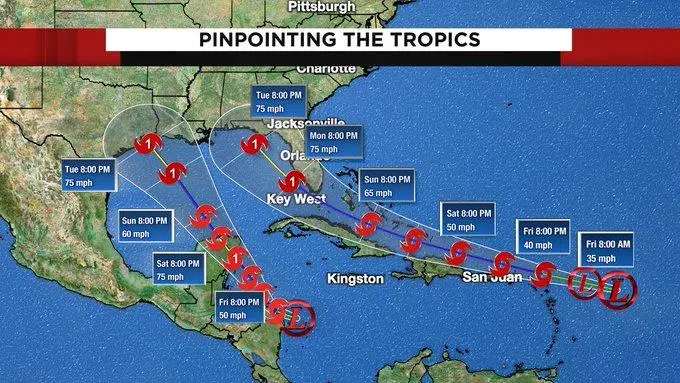 Pittsburgh
PINPOINTING THE TROPICS
Charlotte
Tue 8:00 PM
75 mph
Jacksonville
Mon 8:00 PM
75 mph
Orlando
Tue 8:00 PM
75 mph
Key West
Sun 8:00 PM
65 mph
Sun 8:00 PM
60 mph
Sat 8:00 PM
50 mph
Fri 8:00 PM
40 mph
Fri 8:00 AM
35 mph
Sat 8:00 PM
75 mph
Kingston
San Juan
Fri 8:00 PM
50 mph
1
1
1
1
1
L
L
L